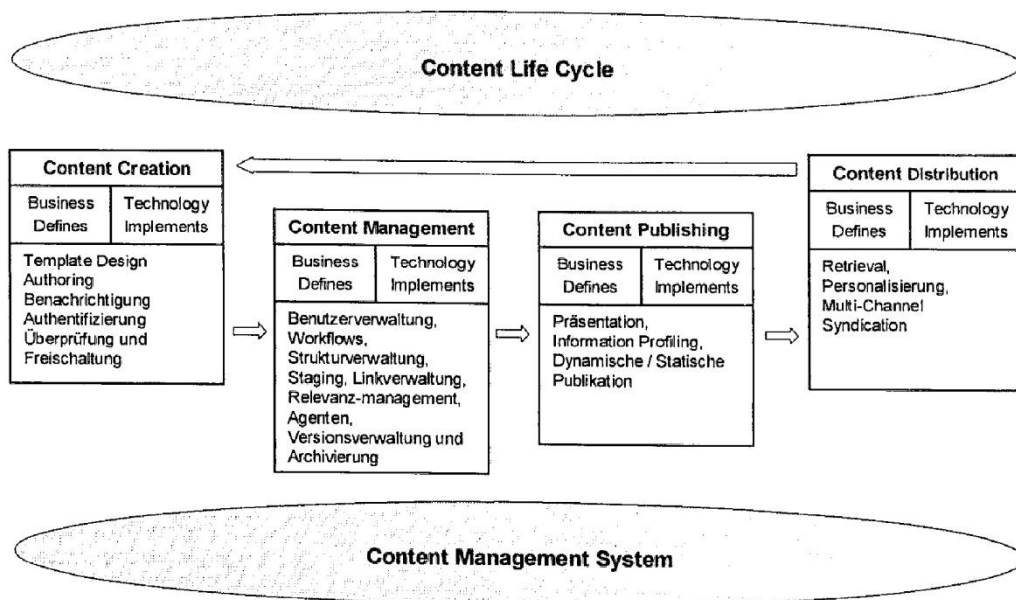 Content Life Cycle
Content Creation
Business
Defines
Technology
Implements
Template Design
Authoring
Benachrichtigung
Authentifizierung
Überprüfung und
Freischaltung
Content Management
Business
Defines
Technology
Implements
Benutzerverwaltung,
Workflows,
Strukturverwaltung,
Staging, Linkverwaltung,
Relevanz-management,
Agenten,
Versionsverwaltung und
Archivierung
Content Publishing
Business
Defines
Technology
Implements
Präsentation,
Information Profiling,
Dynamische / Statische
Publikation
Content Distribution
Business
Defines
Technology
Implements
Retrieval,
Personalisierung,
Multi-Channel
Syndication
Content Management System